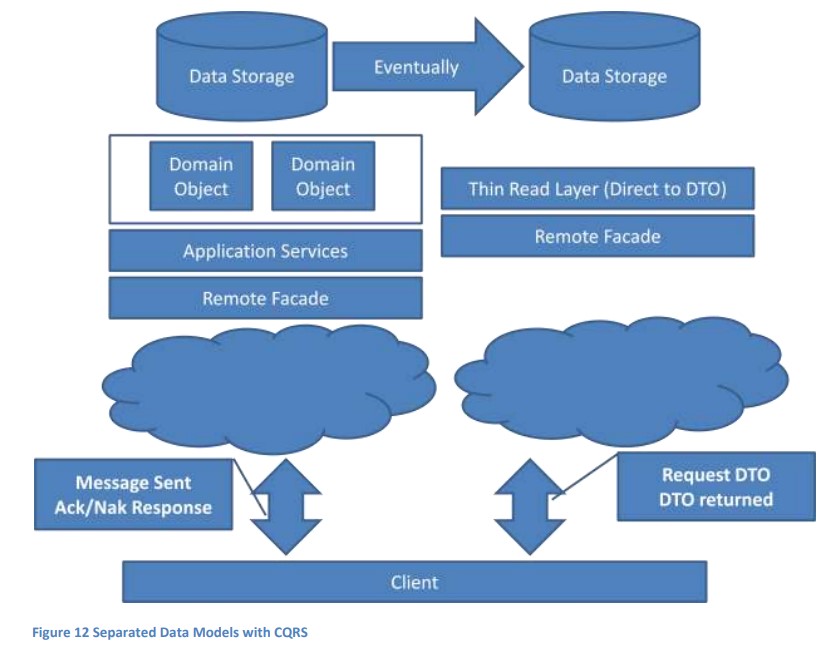 Data Storage
Eventually
Data Storage
Domain
Object
Domain
Object
Thin Read Layer (Direct to DTO)
Remote Facade
Application Services
Remote Facade
Message Sent
Ack/Nak Response
Request DTO
DTO returned
Client
Figure 12 Separated Data Models with CQRS